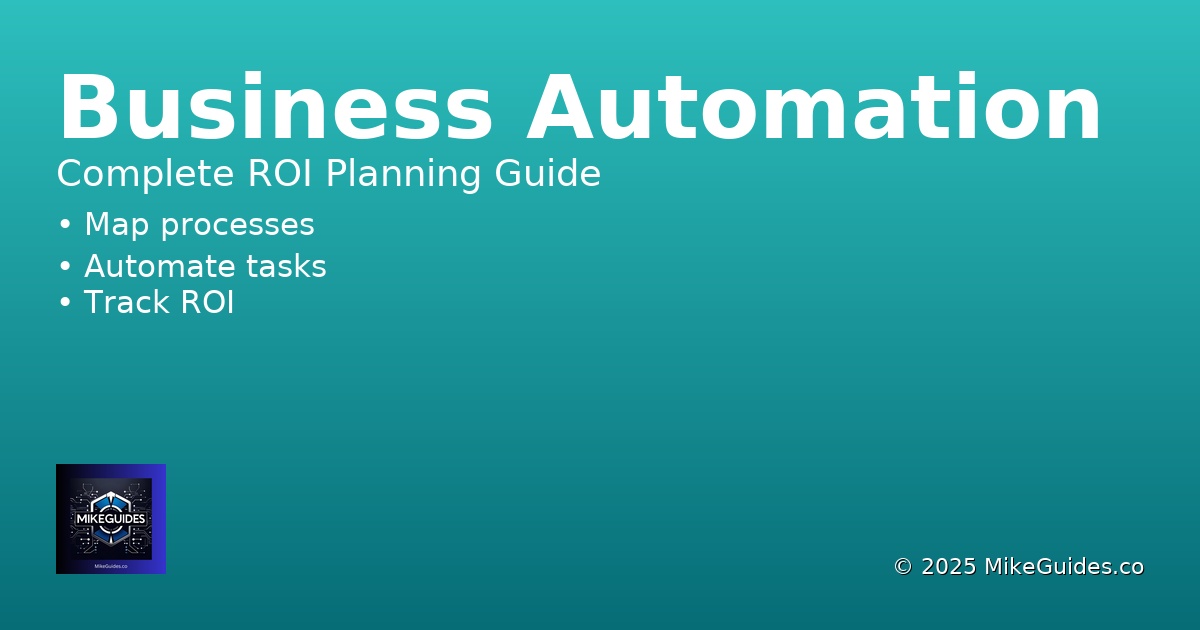 Business Automation
Complete ROI Planning Guide
• Map processes
• Automate tasks
• Track ROI
MIKEGUIDES
MikeGuides.co
© 2025 MikeGuides.co